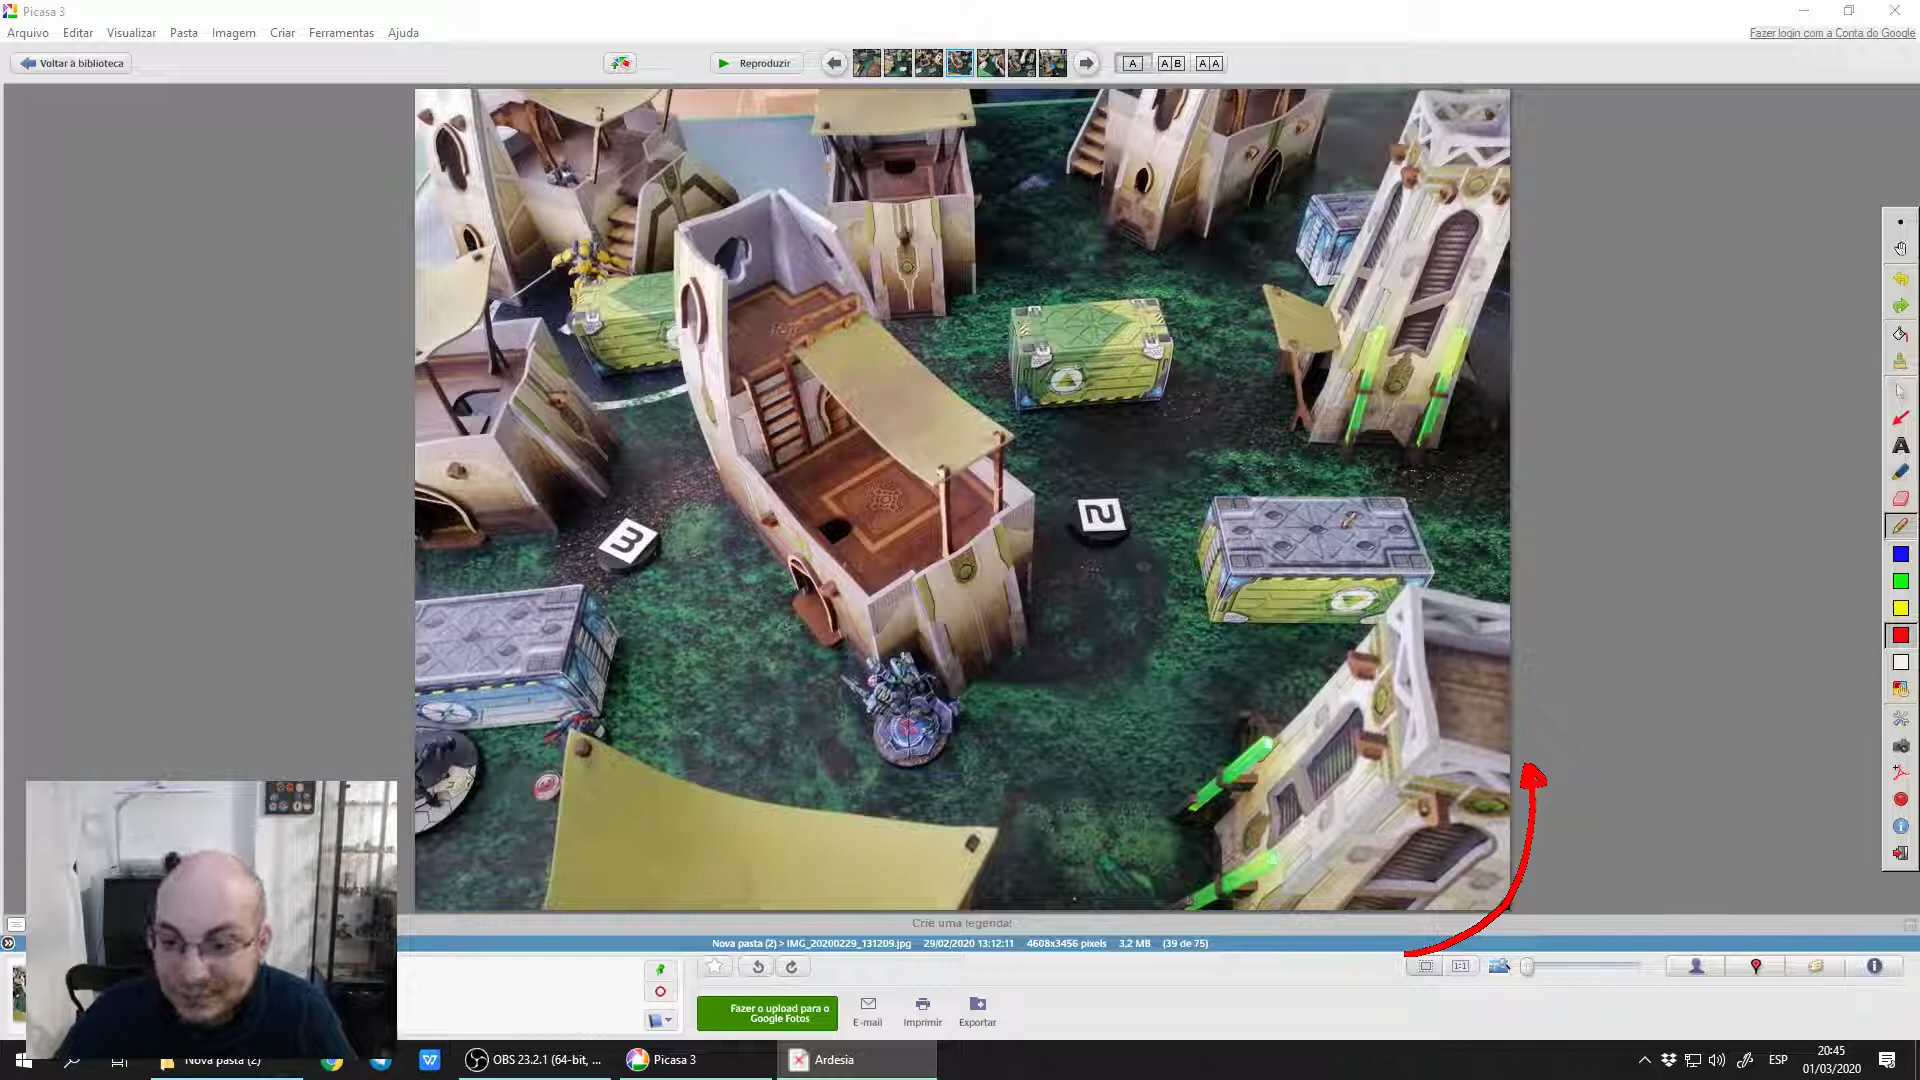 Picasa 3
Arquivo Editar Visualizar Pasta Imagem Criar Ferramentas Ajuda
Fazer login com a Conta do Google
Voltar à biblioteca
Reproduzir
A
A B
A A
3
2
A
Crie uma legenda!
Nova pasta (2) > IMG_20200229_131209.jpg 29/02/2020 13:12:11 4608x3456 pixels 3,2 MB (39 de 75)
1:1
Fazer o upload para o
Google Fotos
E-mail
Imprimir
Exportar
Nova pasta (2)
OBS 23.2.1 (64-bit, ...
Picasa 3
Ardesia
ESP
20:45
01/03/2020